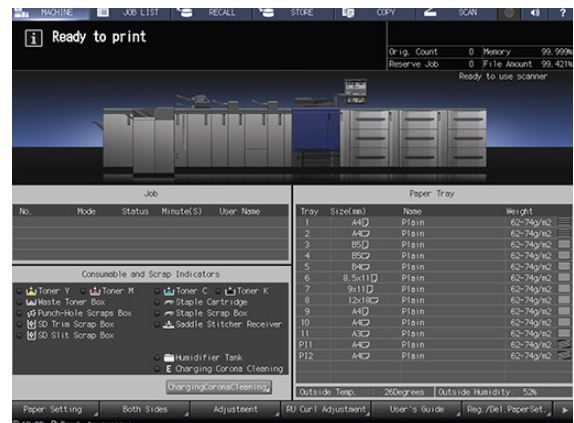 MACHINE JOB LIST RECALL STORE COPY SCAN ?
i Ready to print
Orig. Count 0 Memory 99.999%
Reserve Job 0 File Amount 99.421%
Ready to use scanner
Job
No. Mode Status Minute(S) User Name
Consumable and Scrap Indicators
Toner Y Toner M Toner C Toner K
Waste Toner Box Staple Cartridge
Punch-Hole Scraps Box Staple Scrap Box
SD Trim Scrap Box Saddle Stitcher Receiver
SD Slit Scrap Box
Humidifier Tank
E Charging Corona Cleaning
ChargingCoronaCleaning
Paper Tray
Tray Size(mm) Name Weight
1 A4 Plain 62-74g/m2
2 A4 Plain 62-74g/m2
3 B5 Plain 62-74g/m2
4 B5 Plain 62-74g/m2
5 B4 Plain 62-74g/m2
6 8.5x11 Plain 62-74g/m2
7 9x11 Plain 62-74g/m2
8 12x18 Plain 62-74g/m2
9 A4 Plain 62-74g/m2
10 A4 Plain 62-74g/m2
11 A3 Plain 62-74g/m2
PI1 A4 Plain 62-74g/m2
PI2 A4 Plain 62-74g/m2
Outside Temp. : 26Degrees Outside Humidity: 52%
Paper Setting Both Sides Adjustment RU Curl Adjustment User's Guide Reg./Del.PaperSet.